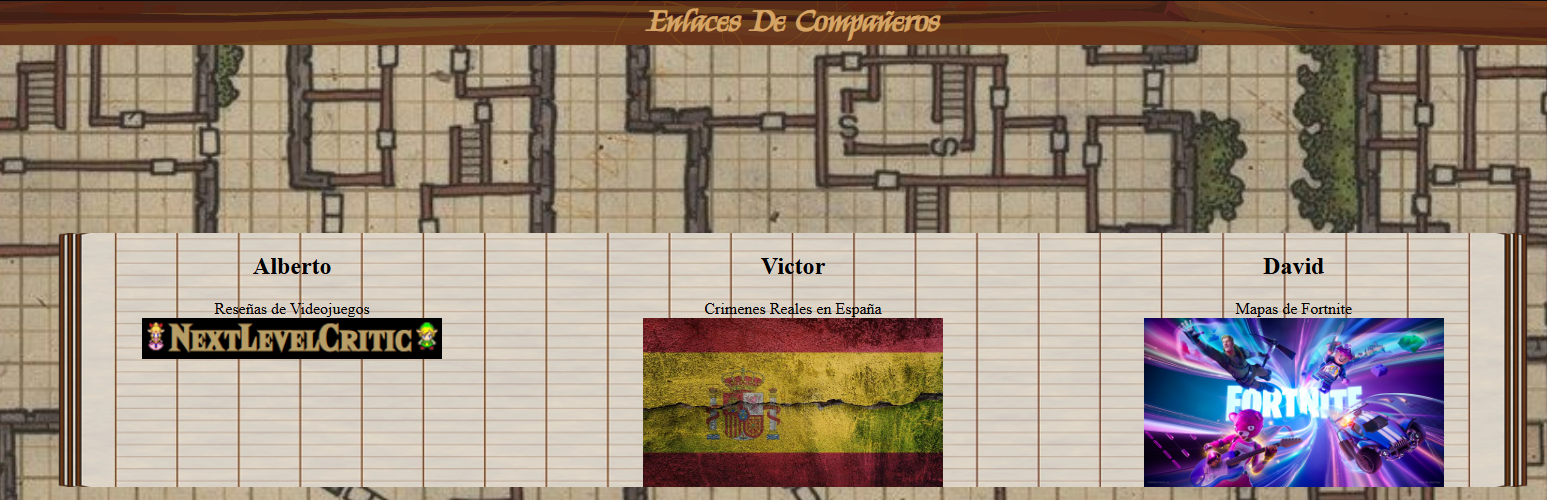 Enlaces De Compañeros
S
S
S
Alberto
Victor
David
Reseñas de Videojuegos
Crimenes Reales en España
Mapas de Fortnite
NEXTLEVELCRITIC
FORTNITE